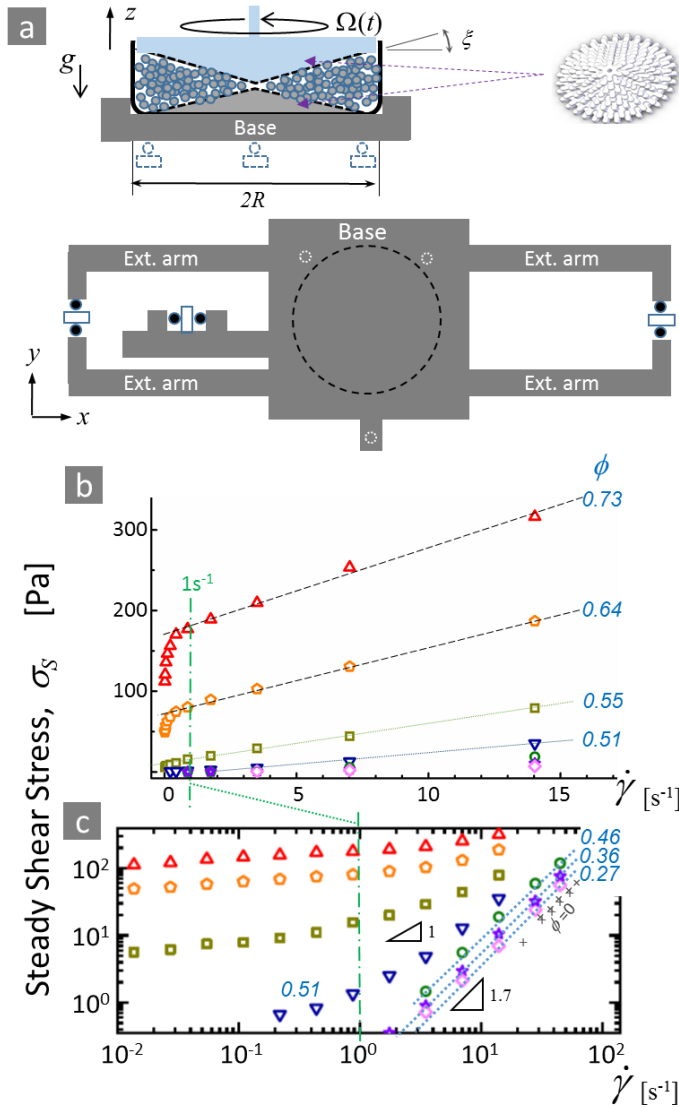 a
z
Ω(t)
ξ
g
Base
2R
Base
Ext. arm
Ext. arm
Ext. arm
Ext. arm
y
x
b
ϕ
0.73
300
1s⁻¹
200
0.64
100
0.55
0.51
0
0 5 10 15
γ̇ [s⁻¹]
Steady Shear Stress, σ_S [Pa]
c
0.46
0.36
0.27
10²
ϕ=0
1
10¹
0.51
1.7
10⁰
10⁻² 10⁻¹ 10⁰ 10¹ 10²
γ̇ [s⁻¹]